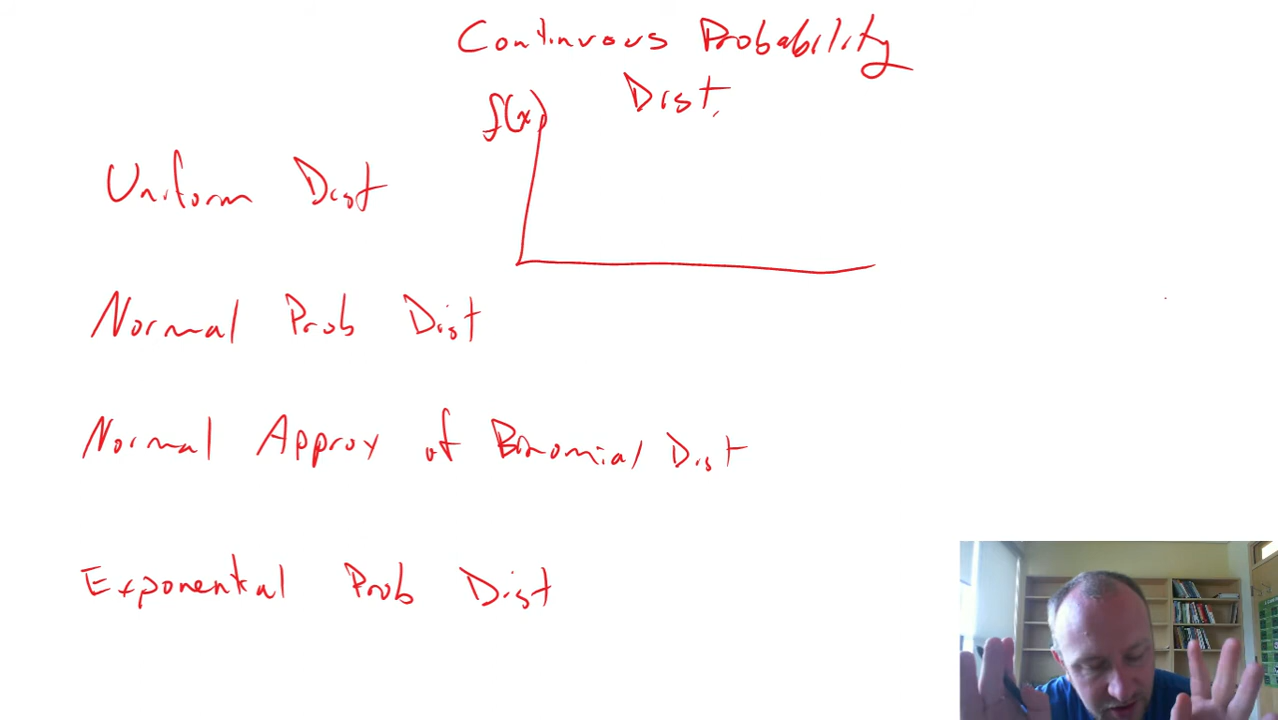 Continuous Probability
Dist.
f(x)
Uniform Dist
Normal Prob Dist
Normal Approx of Binomial Dist
Exponential Prob Dist